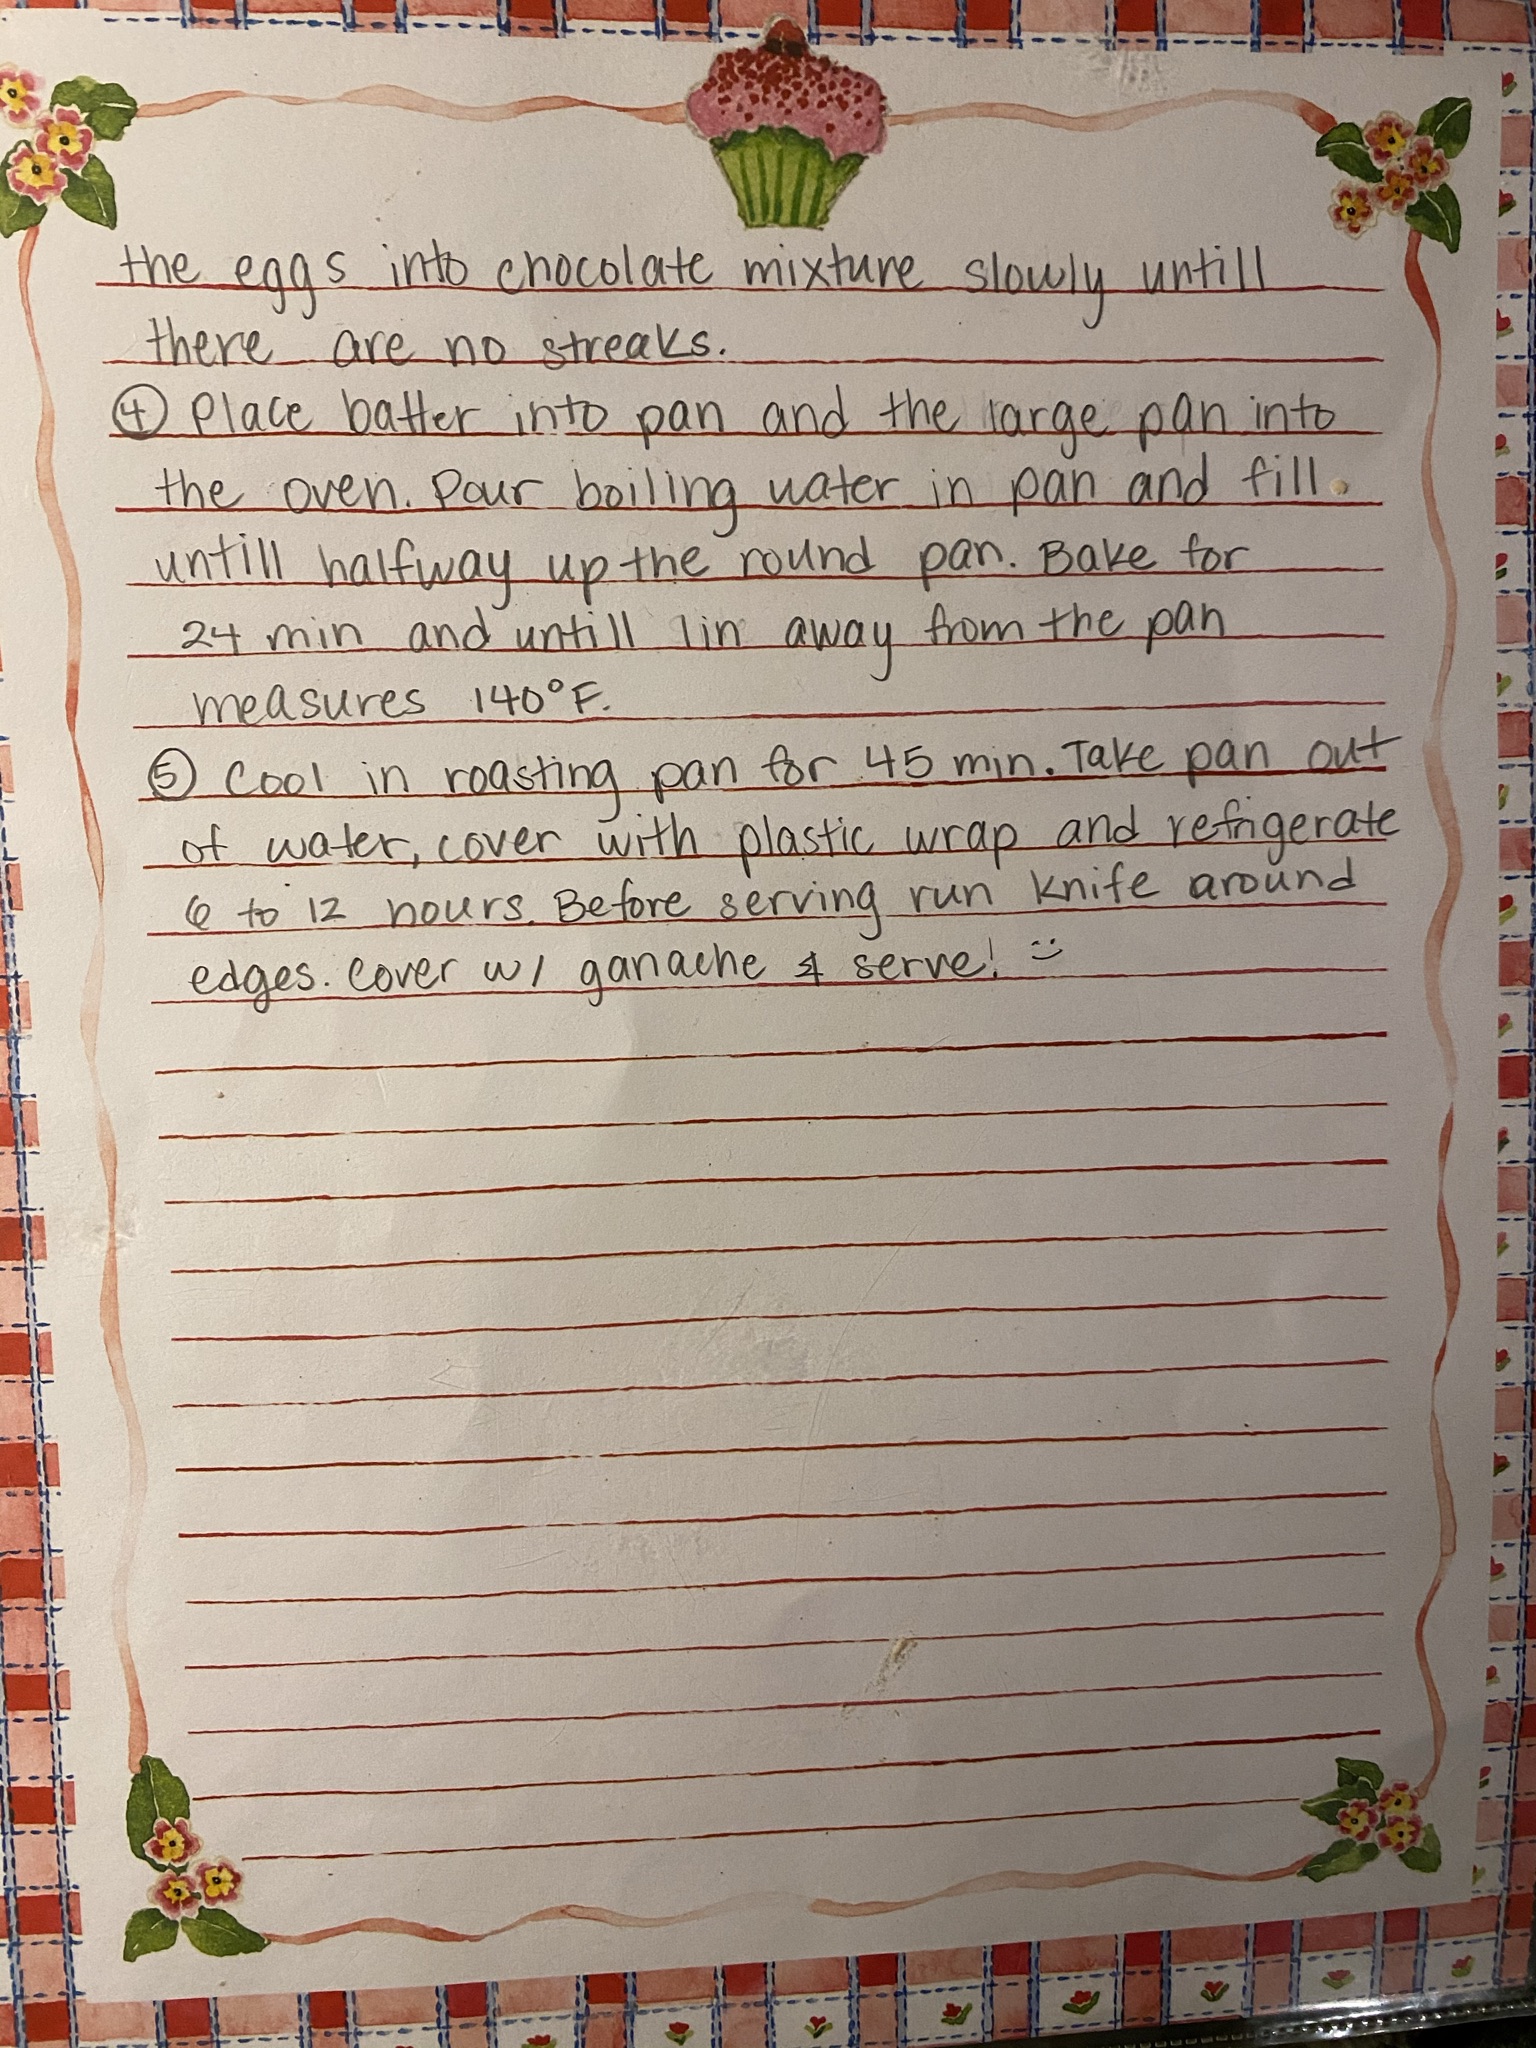 the eggs into chocolate mixture slowly untill
there are no streaks.
④ Place batter into pan and the large pan into
the oven. Pour boiling water in pan and fill
untill halfway up the round pan. Bake for
24 min and untill 1in away from the pan
measures 140°F.
⑤ Cool in roasting pan for 45 min. Take pan out
of water, cover with plastic wrap and refrigerate
6 to 12 hours. Before serving run knife around
edges. Cover w/ ganache & serve! :)